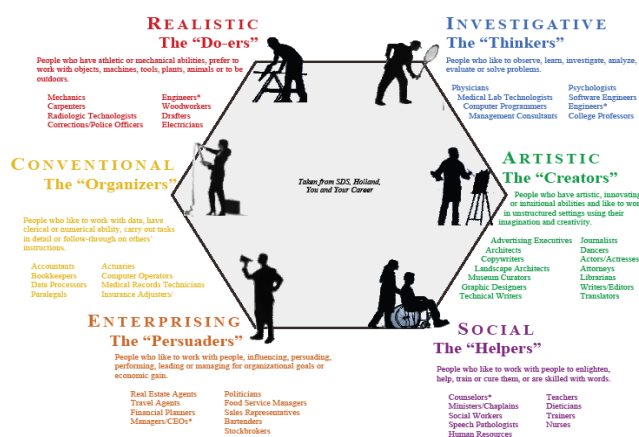 REALISTIC
The “Do-ers”
People who have athletic or mechanical abilities, prefer to
work with objects, machines, tools, plants, animals or to be
outdoors.
Mechanics
Carpenters
Radiologic Technologists
Corrections/Police Officers
Engineers*
Woodworkers
Drafters
Electricians
INVESTIGATIVE
The “Thinkers”
People who like to observe, learn, investigate, analyze,
evaluate or solve problems.
Physicians
Medical Lab Technologists
Computer Programmers
Management Consultants
Psychologists
Software Engineers
Engineers*
College Professors
CONVENTIONAL
The “Organizers”
People who like to work with data, have
clerical or numerical ability, carry out tasks
in detail or follow-through on others’
instructions.
Accountants
Bookkeepers
Data Processors
Paralegals
Actuaries
Computer Operators
Medical Records Technicians
Insurance Adjusters/
Taken from SDS, Holland,
You and Your Career
ARTISTIC
The “Creators”
People who have artistic, innovating
or intuitional abilities and like to work
in unstructured settings using their
imagination and creativity.
Advertising Executives
Architects
Copywriters
Landscape Architects
Museum Curators
Graphic Designers
Technical Writers
Journalists
Dancers
Actors/Actresses
Attorneys
Librarians
Writers/Editors
Translators
ENTERPRISING
The “Persuaders”
People who like to work with people, influencing, persuading,
performing, leading or managing for organizational goals or
economic gain.
Real Estate Agents
Travel Agents
Financial Planners
Managers/CEOs*
Politicians
Food Service Managers
Sales Representatives
Bartenders
Stockbrokers
SOCIAL
The “Helpers”
People who like to work with people to enlighten,
help, train or cure them, or are skilled with words.
Counselors*
Ministers/Chaplains
Social Workers
Speech Pathologists
Human Resources
Teachers
Dieticians
Trainers
Nurses